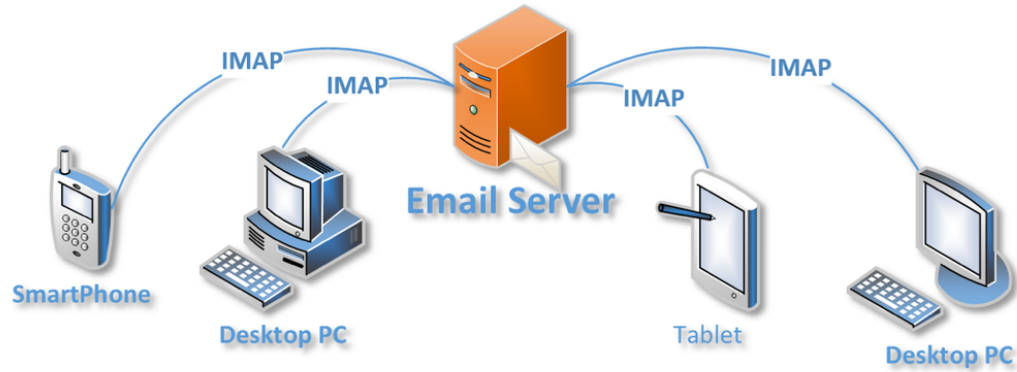 IMAP
IMAP
IMAP
IMAP
Email Server
SmartPhone
Desktop PC
Tablet
Desktop PC